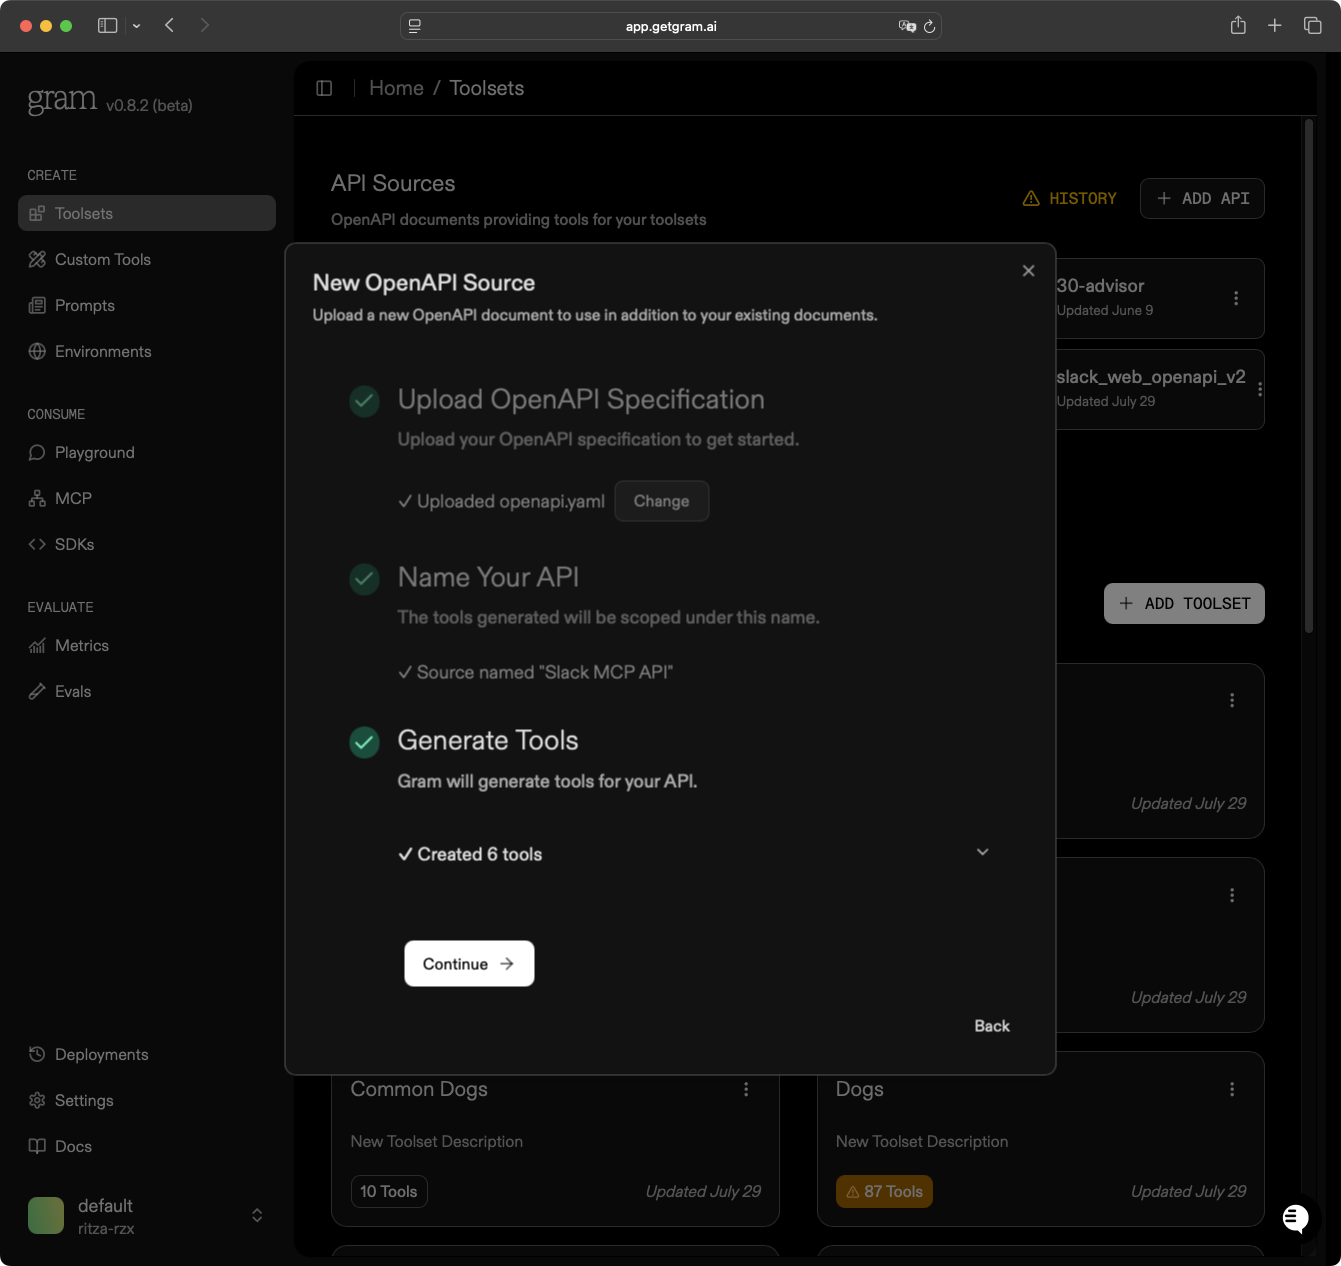 app.getgram.ai
gram v0.8.2 (beta)
Home / Toolsets
CREATE
Toolsets
Custom Tools
Prompts
Environments
CONSUME
Playground
MCP
SDKs
EVALUATE
Metrics
Evals
Deployments
Settings
Docs
default
ritza-rzx
API Sources
OpenAPI documents providing tools for your toolsets
HISTORY
ADD API
30-advisor
Updated June 9
slack_web_openapi_v2
Updated July 29
ADD TOOLSET
Updated July 29
Updated July 29
New OpenAPI Source
Upload a new OpenAPI document to use in addition to your existing documents.
Upload OpenAPI Specification
Upload your OpenAPI specification to get started.
✓ Uploaded openapi.yaml
Change
Name Your API
The tools generated will be scoped under this name.
✓ Source named "Slack MCP API"
Generate Tools
Gram will generate tools for your API.
✓ Created 6 tools
Continue →
Back
Common Dogs
New Toolset Description
10 Tools
Updated July 29
Dogs
New Toolset Description
87 Tools
Updated July 29